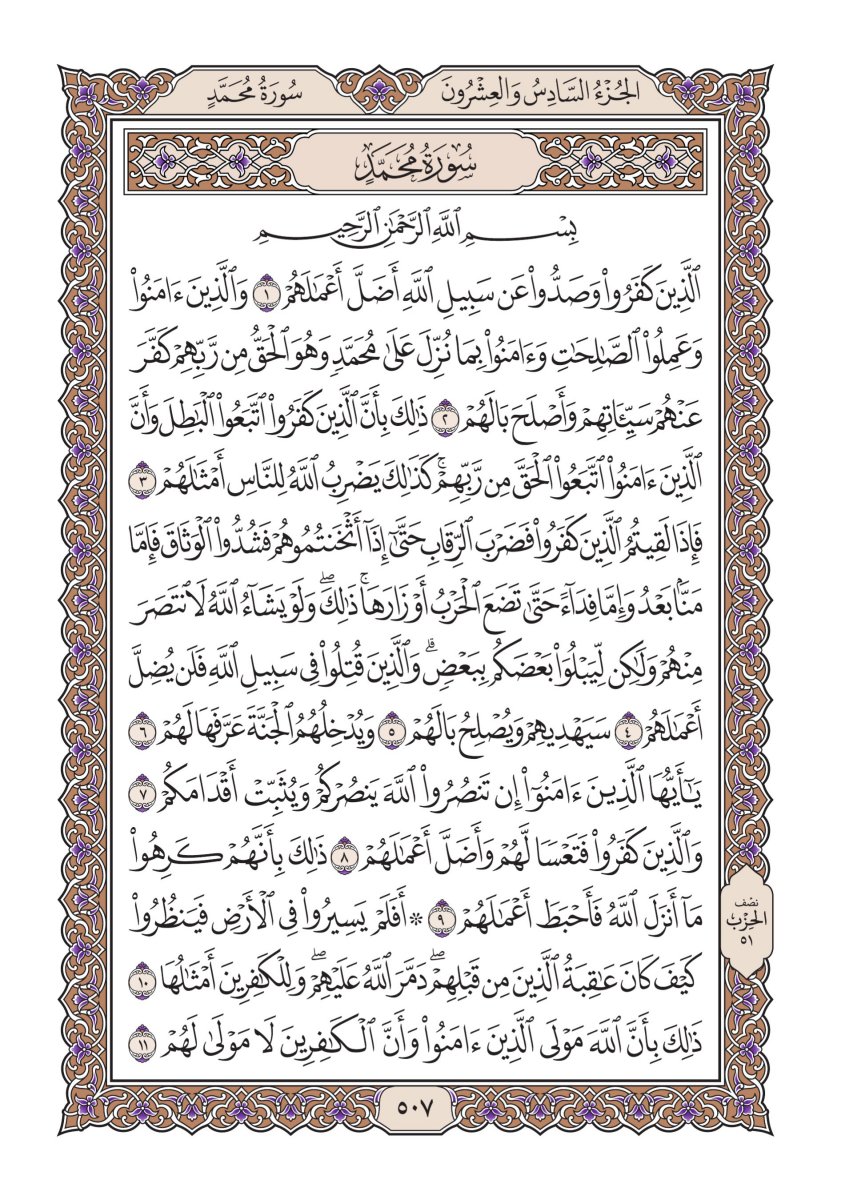 الجُزْءُ السَّادِسُ وَالعِشْرُونَ
سُورَةُ مُحَمَّدٍ
سُورَةُ مُحَمَّدٍ
بِسْمِ ٱللَّهِ ٱلرَّحْمَٰنِ ٱلرَّحِيمِ
ٱلَّذِينَ كَفَرُوا۟ وَصَدُّوا۟ عَن سَبِيلِ ٱللَّهِ أَضَلَّ أَعْمَٰلَهُمْ ١ وَٱلَّذِينَ ءَامَنُوا۟
وَعَمِلُوا۟ ٱلصَّٰلِحَٰتِ وَءَامَنُوا۟ بِمَا نُزِّلَ عَلَىٰ مُحَمَّدٍ وَهُوَ ٱلْحَقُّ مِن رَّبِّهِمْ كَفَّرَ
عَنْهُمْ سَيِّـَٔاتِهِمْ وَأَصْلَحَ بَالَهُمْ ٢ ذَٰلِكَ بِأَنَّ ٱلَّذِينَ كَفَرُوا۟ ٱتَّبَعُوا۟ ٱلْبَٰطِلَ وَأَنَّ
ٱلَّذِينَ ءَامَنُوا۟ ٱتَّبَعُوا۟ ٱلْحَقَّ مِن رَّبِّهِمْ ۚ كَذَٰلِكَ يَضْرِبُ ٱللَّهُ لِلنَّاسِ أَمْثَٰلَهُمْ ٣
فَإِذَا لَقِيتُمُ ٱلَّذِينَ كَفَرُوا۟ فَضَرْبَ ٱلرِّقَابِ حَتَّىٰٓ إِذَآ أَثْخَنتُمُوهُمْ فَشُدُّوا۟ ٱلْوَثَاقَ فَإِمَّا
مَنًّۢا بَعْدُ وَإِمَّا فِدَآءً حَتَّىٰ تَضَعَ ٱلْحَرْبُ أَوْزَارَهَا ۚ ذَٰلِكَ ۖ وَلَوْ يَشَآءُ ٱللَّهُ لَٱنتَصَرَ
مِنْهُمْ وَلَٰكِن لِّيَبْلُوَا۟ بَعْضَكُم بِبَعْضٍ ۗ وَٱلَّذِينَ قُتِلُوا۟ فِى سَبِيلِ ٱللَّهِ فَلَن يُضِلَّ
أَعْمَٰلَهُمْ ٤ سَيَهْدِيهِمْ وَيُصْلِحُ بَالَهُمْ ٥ وَيُدْخِلُهُمُ ٱلْجَنَّةَ عَرَّفَهَا لَهُمْ ٦
يَٰٓأَيُّهَا ٱلَّذِينَ ءَامَنُوٓا۟ إِن تَنصُرُوا۟ ٱللَّهَ يَنصُرْكُمْ وَيُثَبِّتْ أَقْدَامَكُمْ ٧
وَٱلَّذِينَ كَفَرُوا۟ فَتَعْسًا لَّهُمْ وَأَضَلَّ أَعْمَٰلَهُمْ ٨ ذَٰلِكَ بِأَنَّهُمْ كَرِهُوا۟
مَآ أَنزَلَ ٱللَّهُ فَأَحْبَطَ أَعْمَٰلَهُمْ ٩ ۞ أَفَلَمْ يَسِيرُوا۟ فِى ٱلْأَرْضِ فَيَنظُرُوا۟
كَيْفَ كَانَ عَٰقِبَةُ ٱلَّذِينَ مِن قَبْلِهِمْ ۖ دَمَّرَ ٱللَّهُ عَلَيْهِمْ ۖ وَلِلْكَٰفِرِينَ أَمْثَٰلُهَا ١٠
ذَٰلِكَ بِأَنَّ ٱللَّهَ مَوْلَى ٱلَّذِينَ ءَامَنُوا۟ وَأَنَّ ٱلْكَٰفِرِينَ لَا مَوْلَىٰ لَهُمْ ١١
نصف
الحِزْب
٥١
٥٠٧